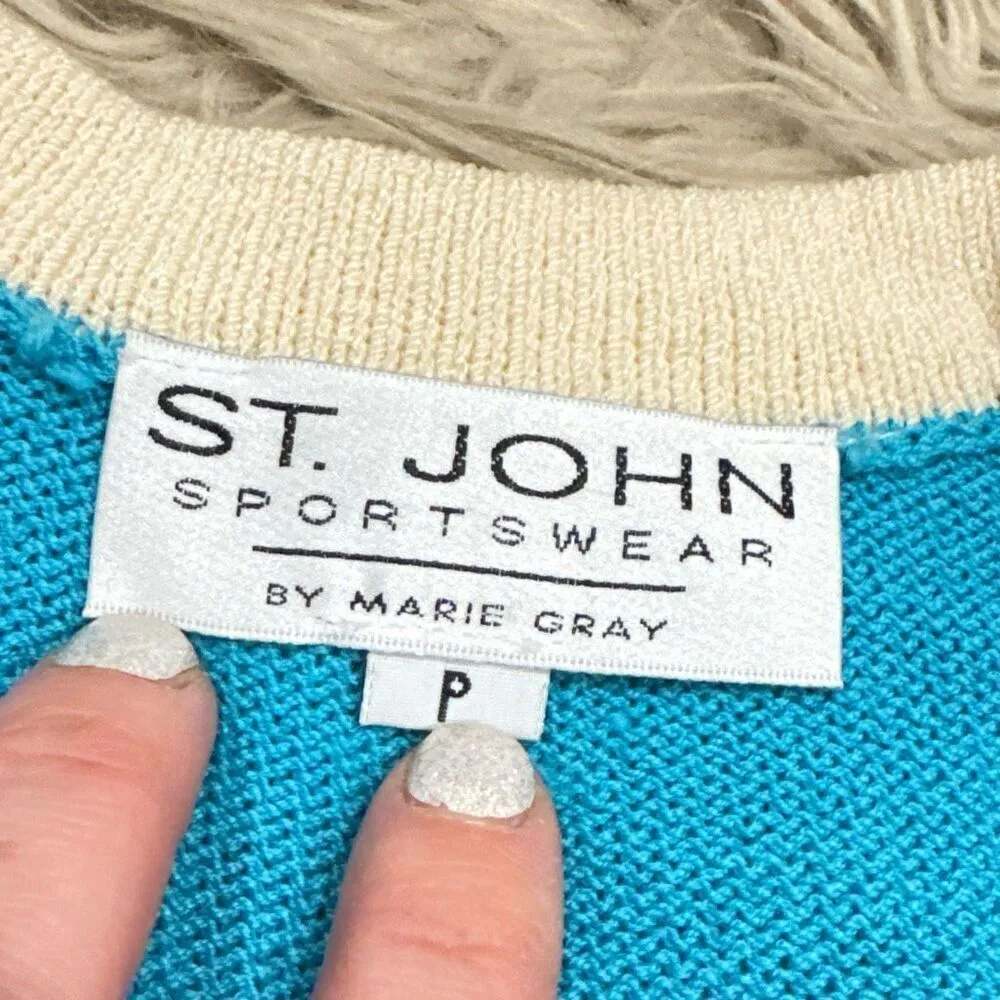 ST. JOHN
SPORTSWEAR
BY MARIE GRAY
P